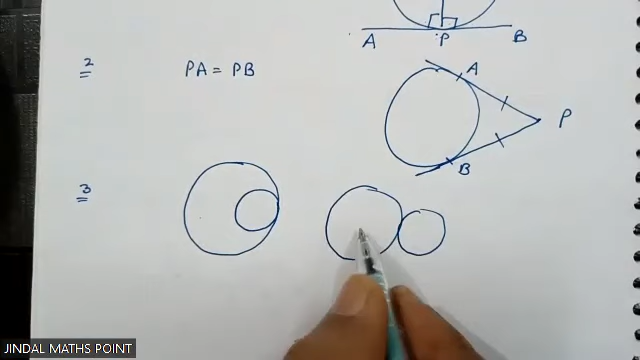 A P B
2 PA = PB
A
P
B
3
JINDAL MATHS POINT